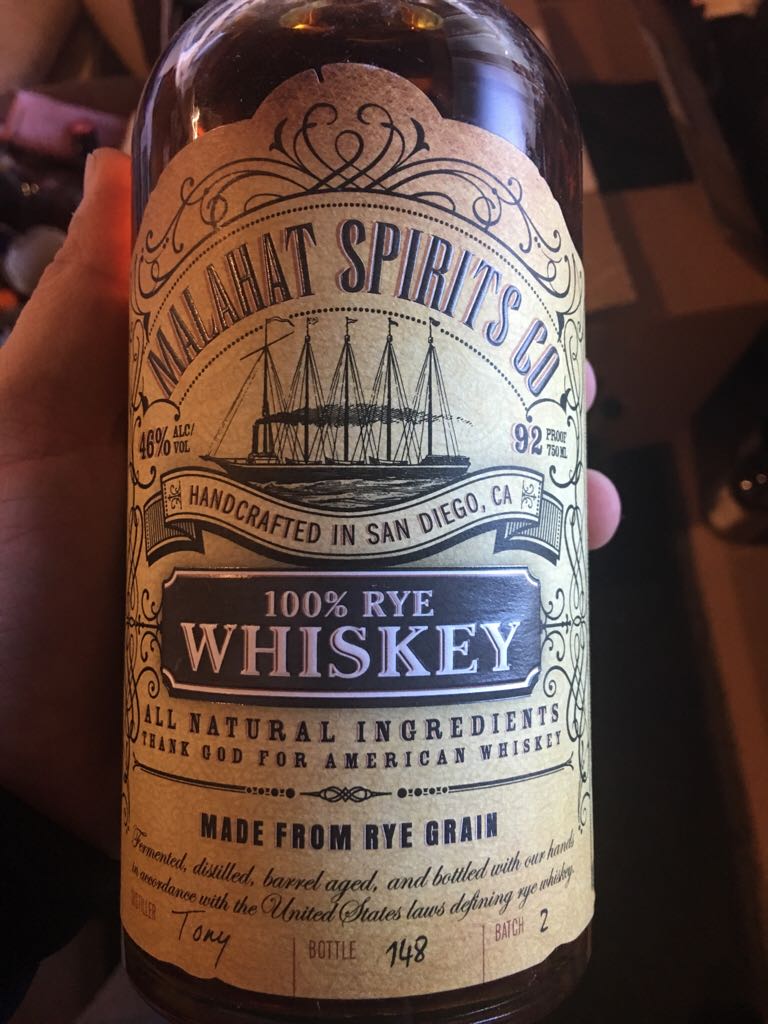 MALAHAT SPIRITS CO
46% ALC/VOL
92 PROOF 750 ML
HANDCRAFTED IN SAN DIEGO, CA
100% RYE
WHISKEY
ALL NATURAL INGREDIENTS
THANK GOD FOR AMERICAN WHISKEY
MADE FROM RYE GRAIN
Fermented, distilled, barrel aged, and bottled with our hands
in accordance with the United States laws defining rye whiskey.
DISTILLER Tony BOTTLE 148 BATCH 2